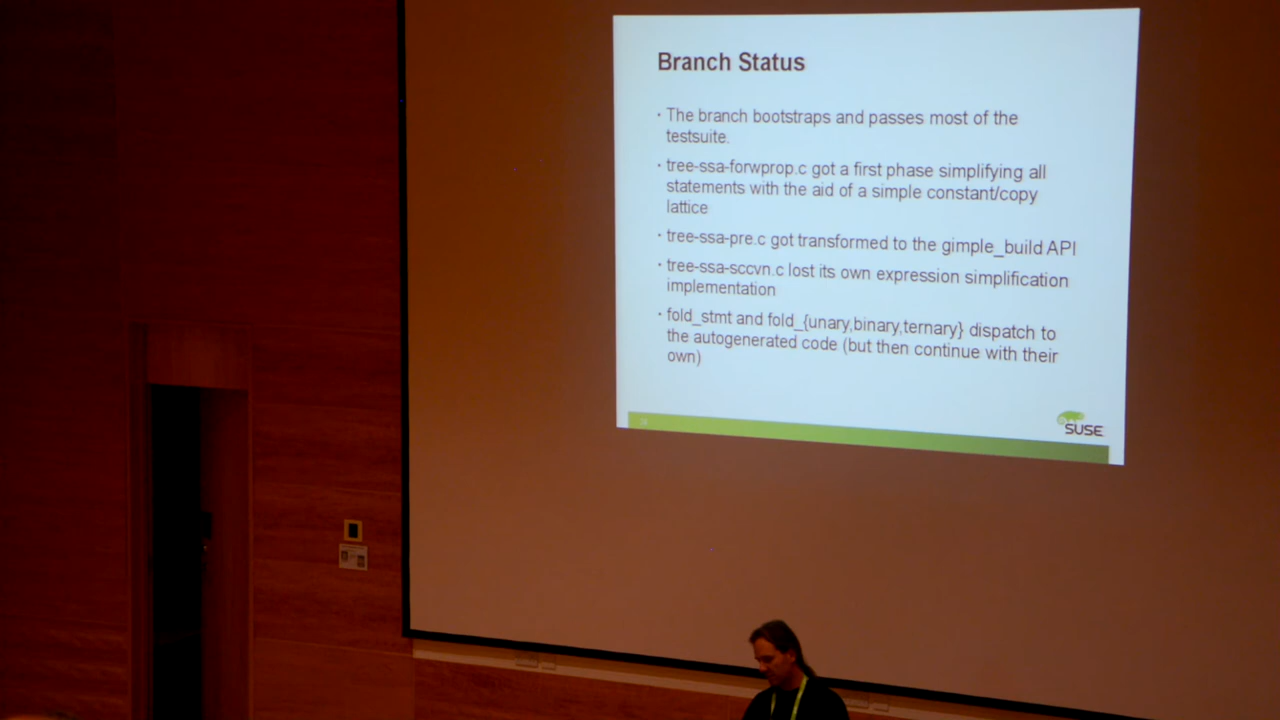 Branch Status
· The branch bootstraps and passes most of the
testsuite.
· tree-ssa-forwprop.c got a first phase simplifying all
statements with the aid of a simple constant/copy
lattice
· tree-ssa-pre.c got transformed to the gimple_build API
· tree-ssa-sccvn.c lost its own expression simplification
implementation
· fold_stmt and fold_{unary,binary,ternary} dispatch to
the autogenerated code (but then continue with their
own)
SUSE